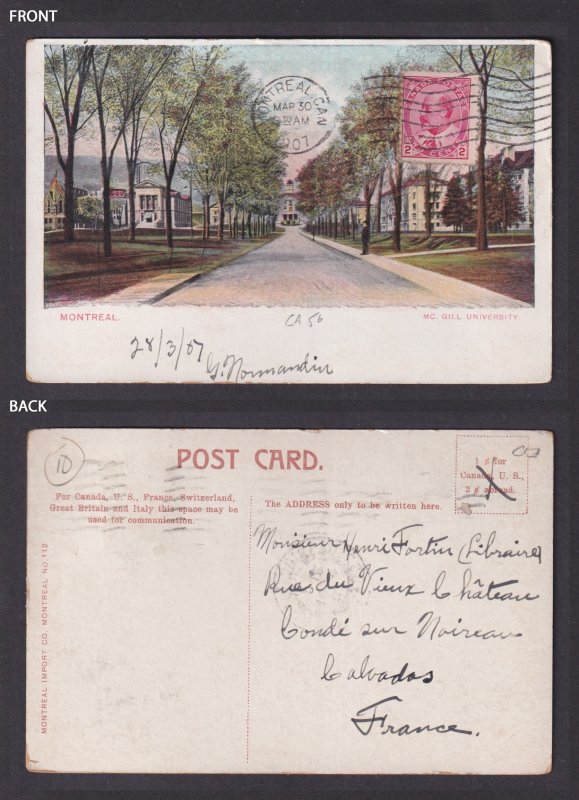 FRONT
MONTREAL, CAN.
MAR 30
9 30 AM
1907
CANADA POSTAGE
2 CENTS 2
MONTREAL.
MC. GILL UNIVERSITY.
CA 56
28/3/07
G. Normandin
BACK
10
POST CARD.
1 ¢ for
Canada, U. S.,
2 ¢ abroad.
For Canada, U. S., France, Switzerland,
Great Britain and Italy this space may be
used for communication.
The ADDRESS only to be written here.
Monsieur Henri Fortin (Libraire)
Rues du Vieux Château
Condé sur Noireau
Calvados
France.
MONTREAL IMPORT CO. MONTREAL NO. 112